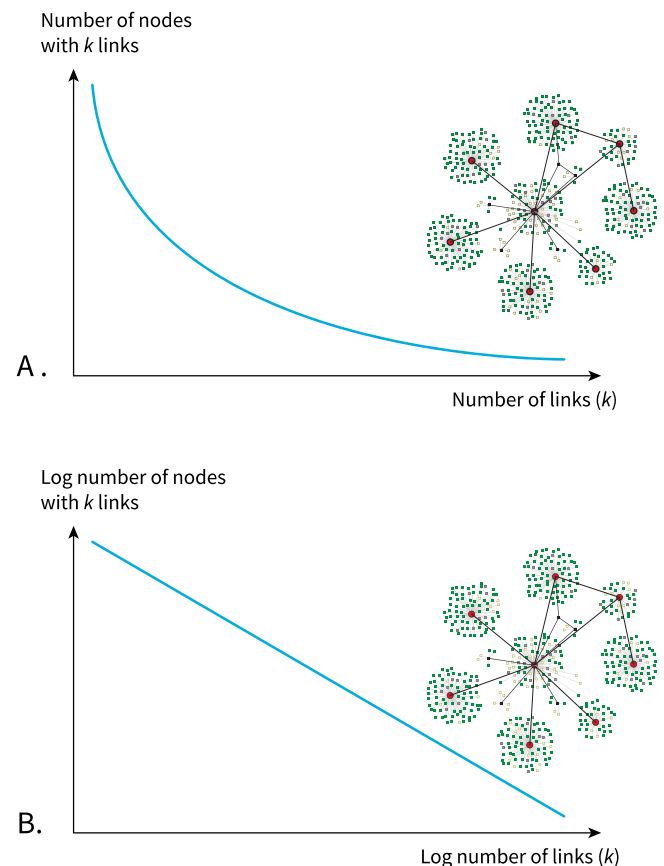 Number of nodes
with k links
A .
Number of links (k)
Log number of nodes
with k links
B.
Log number of links (k)